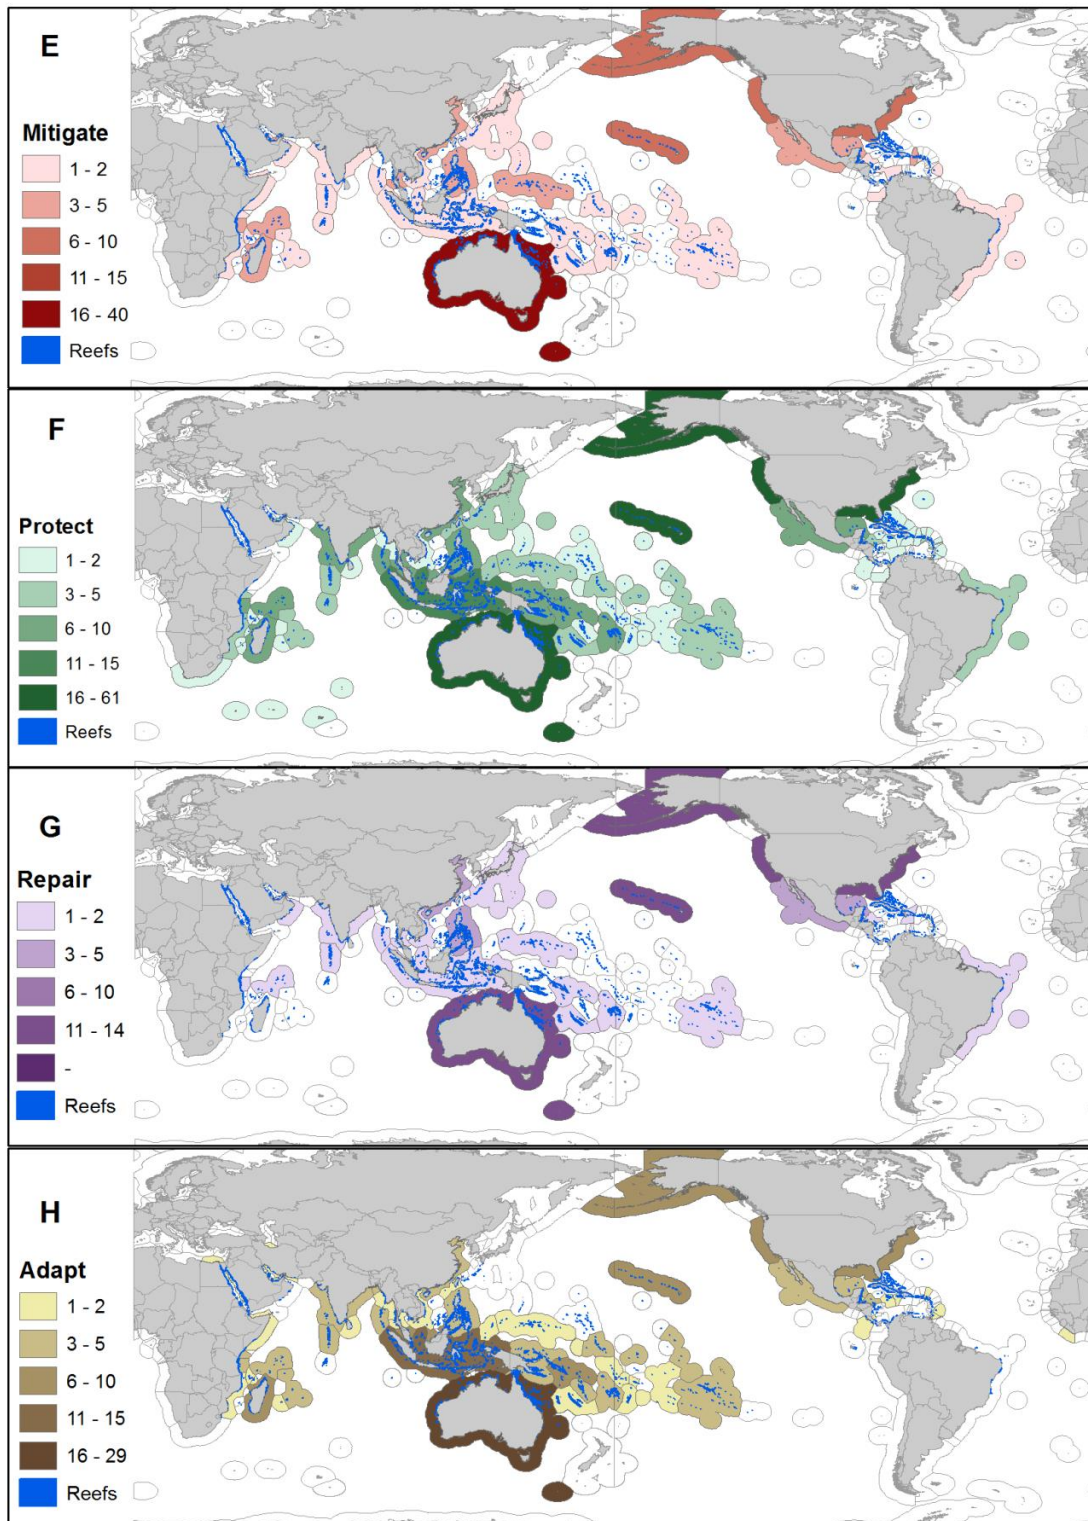 E
Mitigate
1 - 2
3 - 5
6 - 10
11 - 15
16 - 40
Reefs
F
Protect
1 - 2
3 - 5
6 - 10
11 - 15
16 - 61
Reefs
G
Repair
1 - 2
3 - 5
6 - 10
11 - 14
-
Reefs
H
Adapt
1 - 2
3 - 5
6 - 10
11 - 15
16 - 29
Reefs